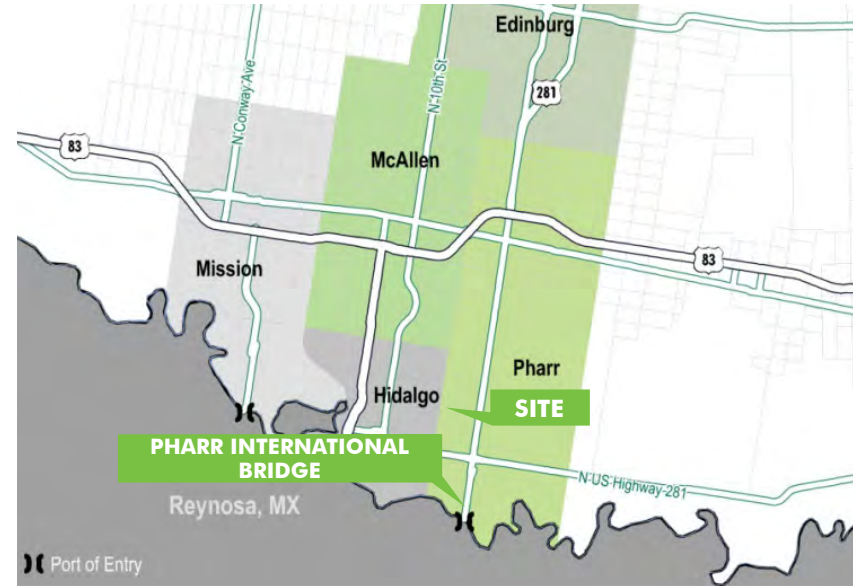 Edinburg
N Conway Ave
N 10th St
281
83
McAllen
Mission
83
Pharr
Hidalgo
SITE
PHARR INTERNATIONAL
BRIDGE
N US Highway 281
Reynosa, MX
Port of Entry